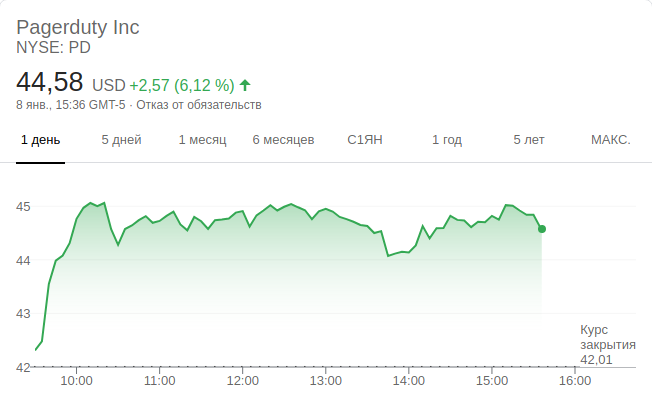 Pagerduty Inc
NYSE: PD
44,58 USD +2,57 (6,12 %)
8 янв., 15:36 GMT-5 · Отказ от обязательств
1 день 5 дней 1 месяц 6 месяцев С1ЯН 1 год 5 лет МАКС.
45
44
43
42
Курс
закрытия
42,01
10:00 11:00 12:00 13:00 14:00 15:00 16:00